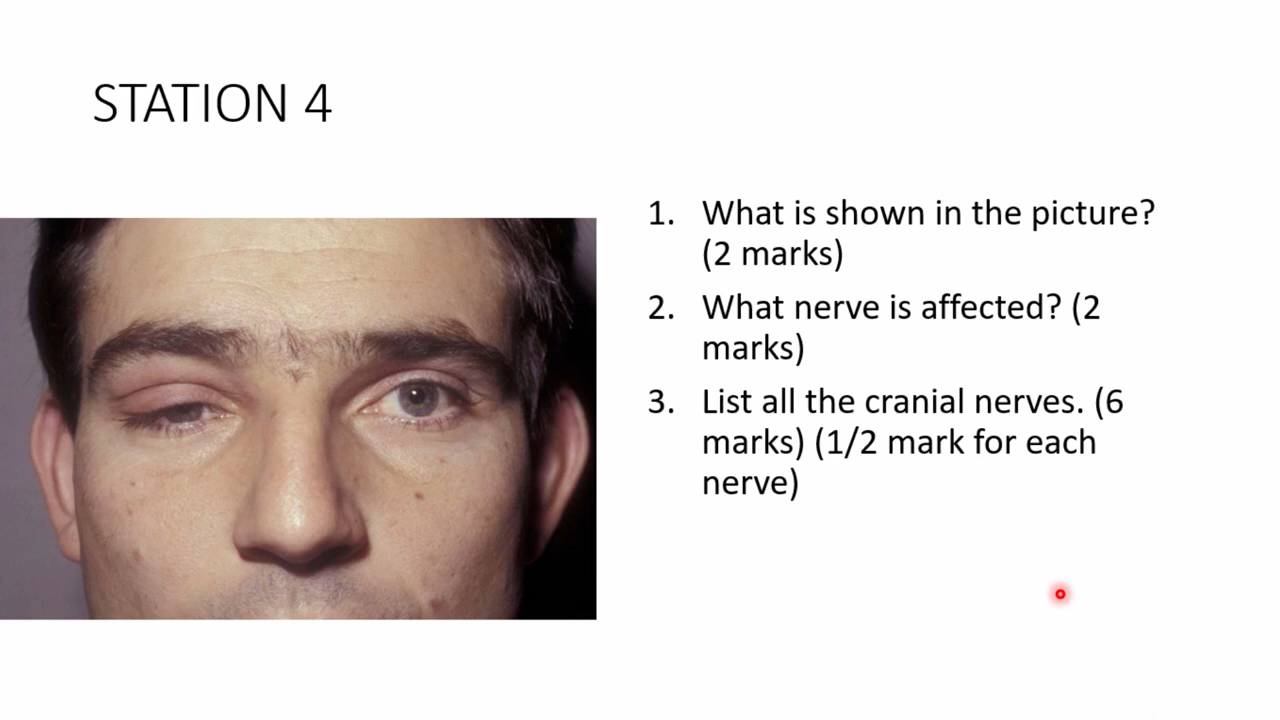 STATION 4
1. What is shown in the picture?
(2 marks)
2. What nerve is affected? (2
marks)
3. List all the cranial nerves. (6
marks) (1/2 mark for each
nerve)